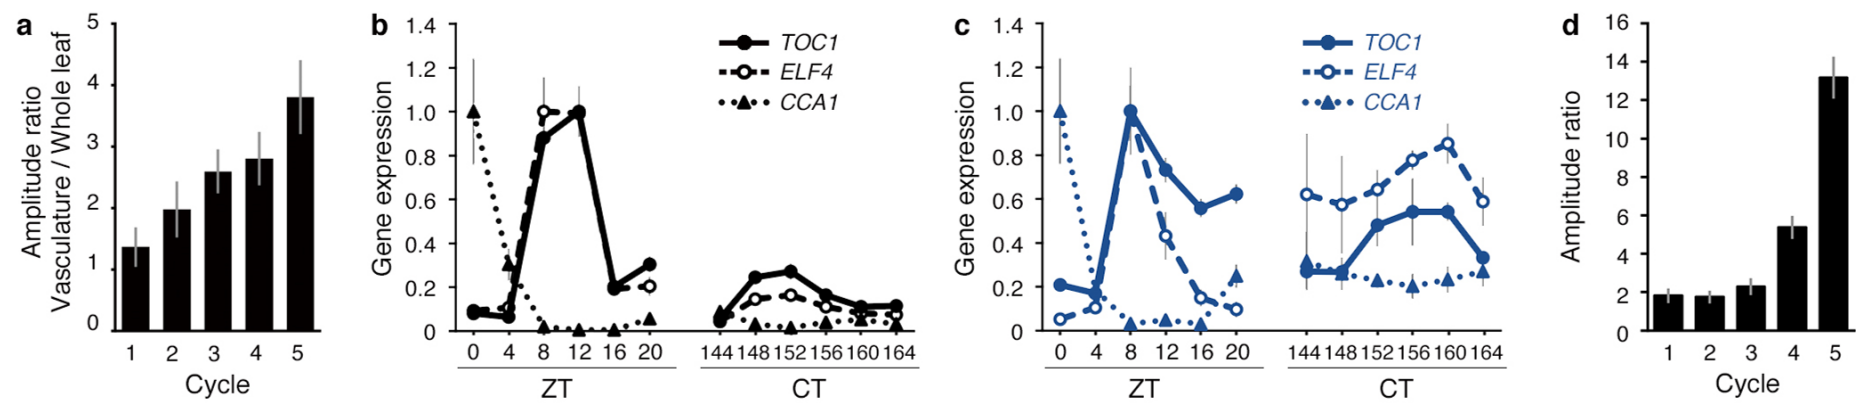 a
Amplitude ratio
Vasculature / Whole leaf
5
4
3
2
1
0
1 2 3 4 5
Cycle
b
Gene expression
1.4
1.2
1.0
0.8
0.6
0.4
0.2
0
TOC1
ELF4
CCA1
0 4 8 12 16 20
144 148 152 156 160 164
ZT
CT
c
Gene expression
1.4
1.2
1.0
0.8
0.6
0.4
0.2
0
TOC1
ELF4
CCA1
0 4 8 12 16 20
144 148 152 156 160 164
ZT
CT
d
Amplitude ratio
16
14
12
10
8
6
4
2
0
1 2 3 4 5
Cycle